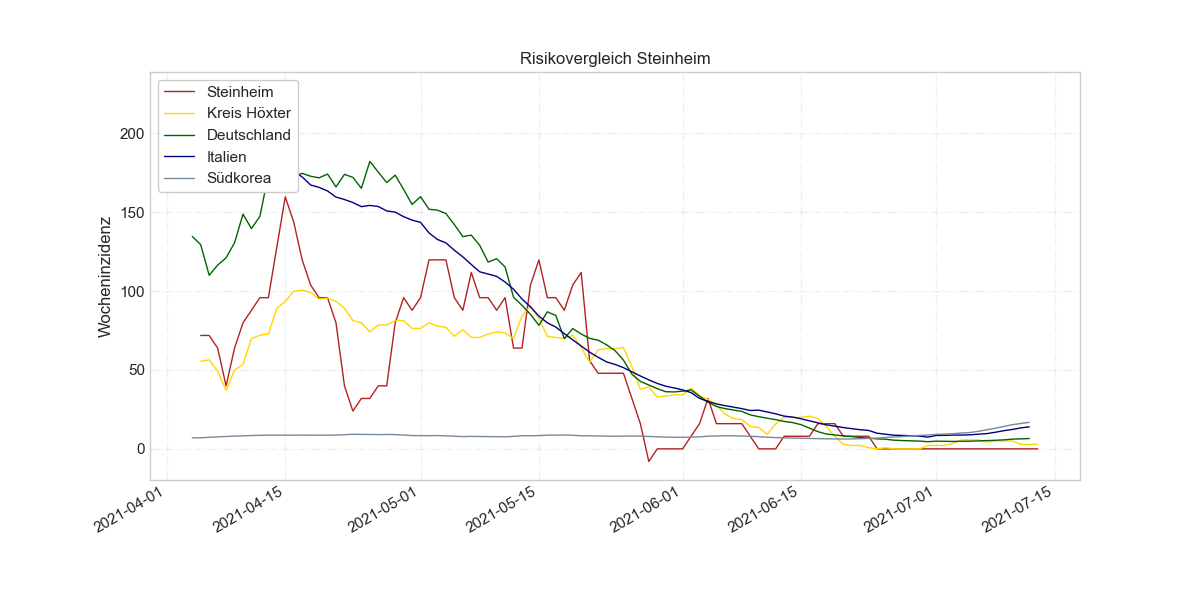 Risikovergleich Steinheim
Steinheim
Kreis Höxter
Deutschland
Italien
Südkorea
Wocheninzidenz
200
150
100
50
0
2021-04-01
2021-04-15
2021-05-01
2021-05-15
2021-06-01
2021-06-15
2021-07-01
2021-07-15